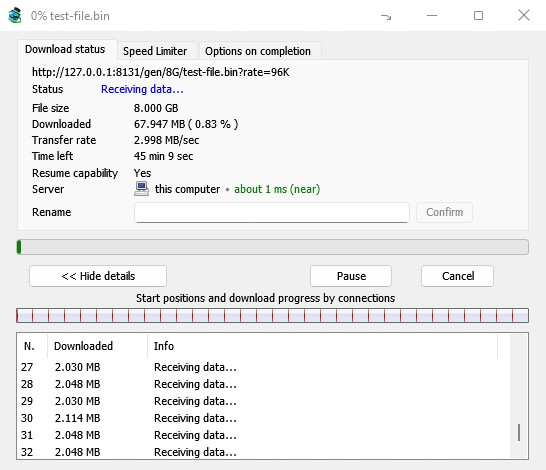 0% test-file.bin
Download status
Speed Limiter
Options on completion
http://127.0.0.1:8131/gen/8G/test-file.bin?rate=96K
Status Receiving data...
File size 8.000 GB
Downloaded 67.947 MB ( 0.83 % )
Transfer rate 2.998 MB/sec
Time left 45 min 9 sec
Resume capability Yes
Server this computer • about 1 ms (near)
Rename Confirm
<< Hide details Pause Cancel
Start positions and download progress by connections
N. Downloaded Info
27 2.030 MB Receiving data...
28 2.048 MB Receiving data...
29 2.030 MB Receiving data...
30 2.114 MB Receiving data...
31 2.048 MB Receiving data...
32 2.048 MB Receiving data...